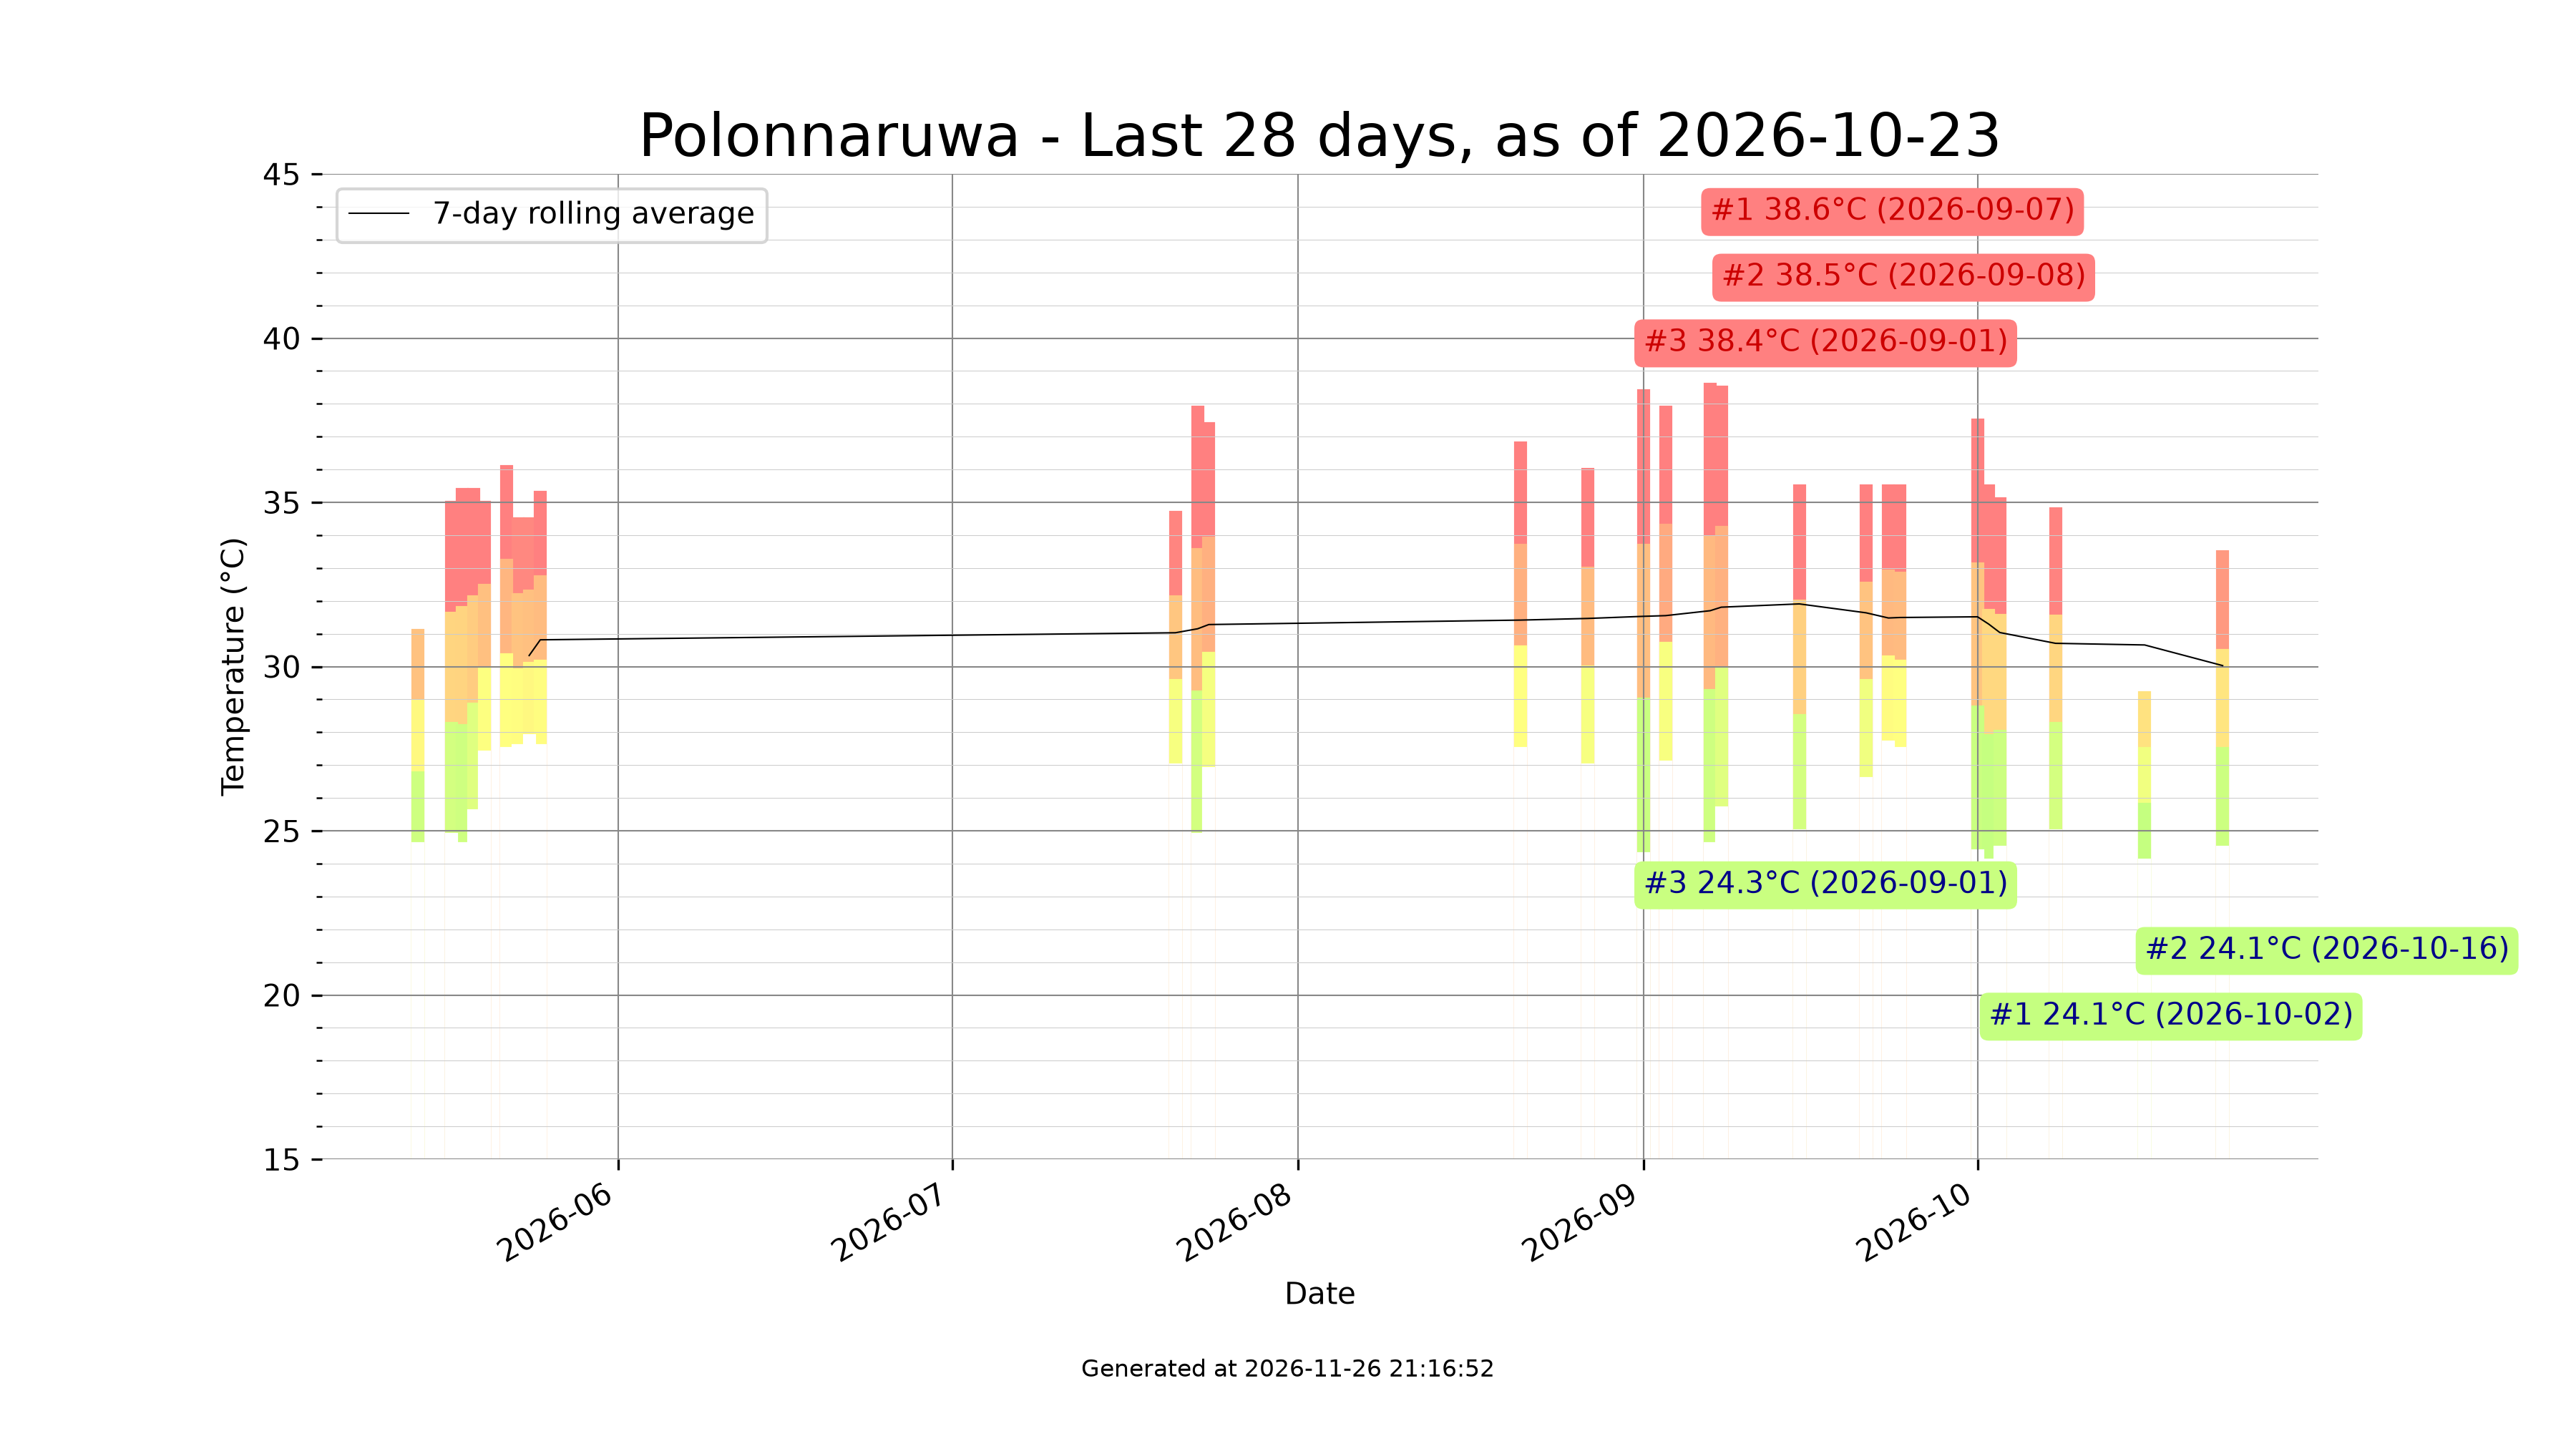 Polonnaruwa - Last 28 days, as of 2026-10-23
7-day rolling average
#1 38.6°C (2026-09-07)
#2 38.5°C (2026-09-08)
#3 38.4°C (2026-09-01)
#3 24.3°C (2026-09-01)
#2 24.1°C (2026-10-16)
#1 24.1°C (2026-10-02)
Temperature (°C)
45
40
35
30
25
20
15
2026-06
2026-07
2026-08
2026-09
2026-10
Date
Generated at 2026-11-26 21:16:52